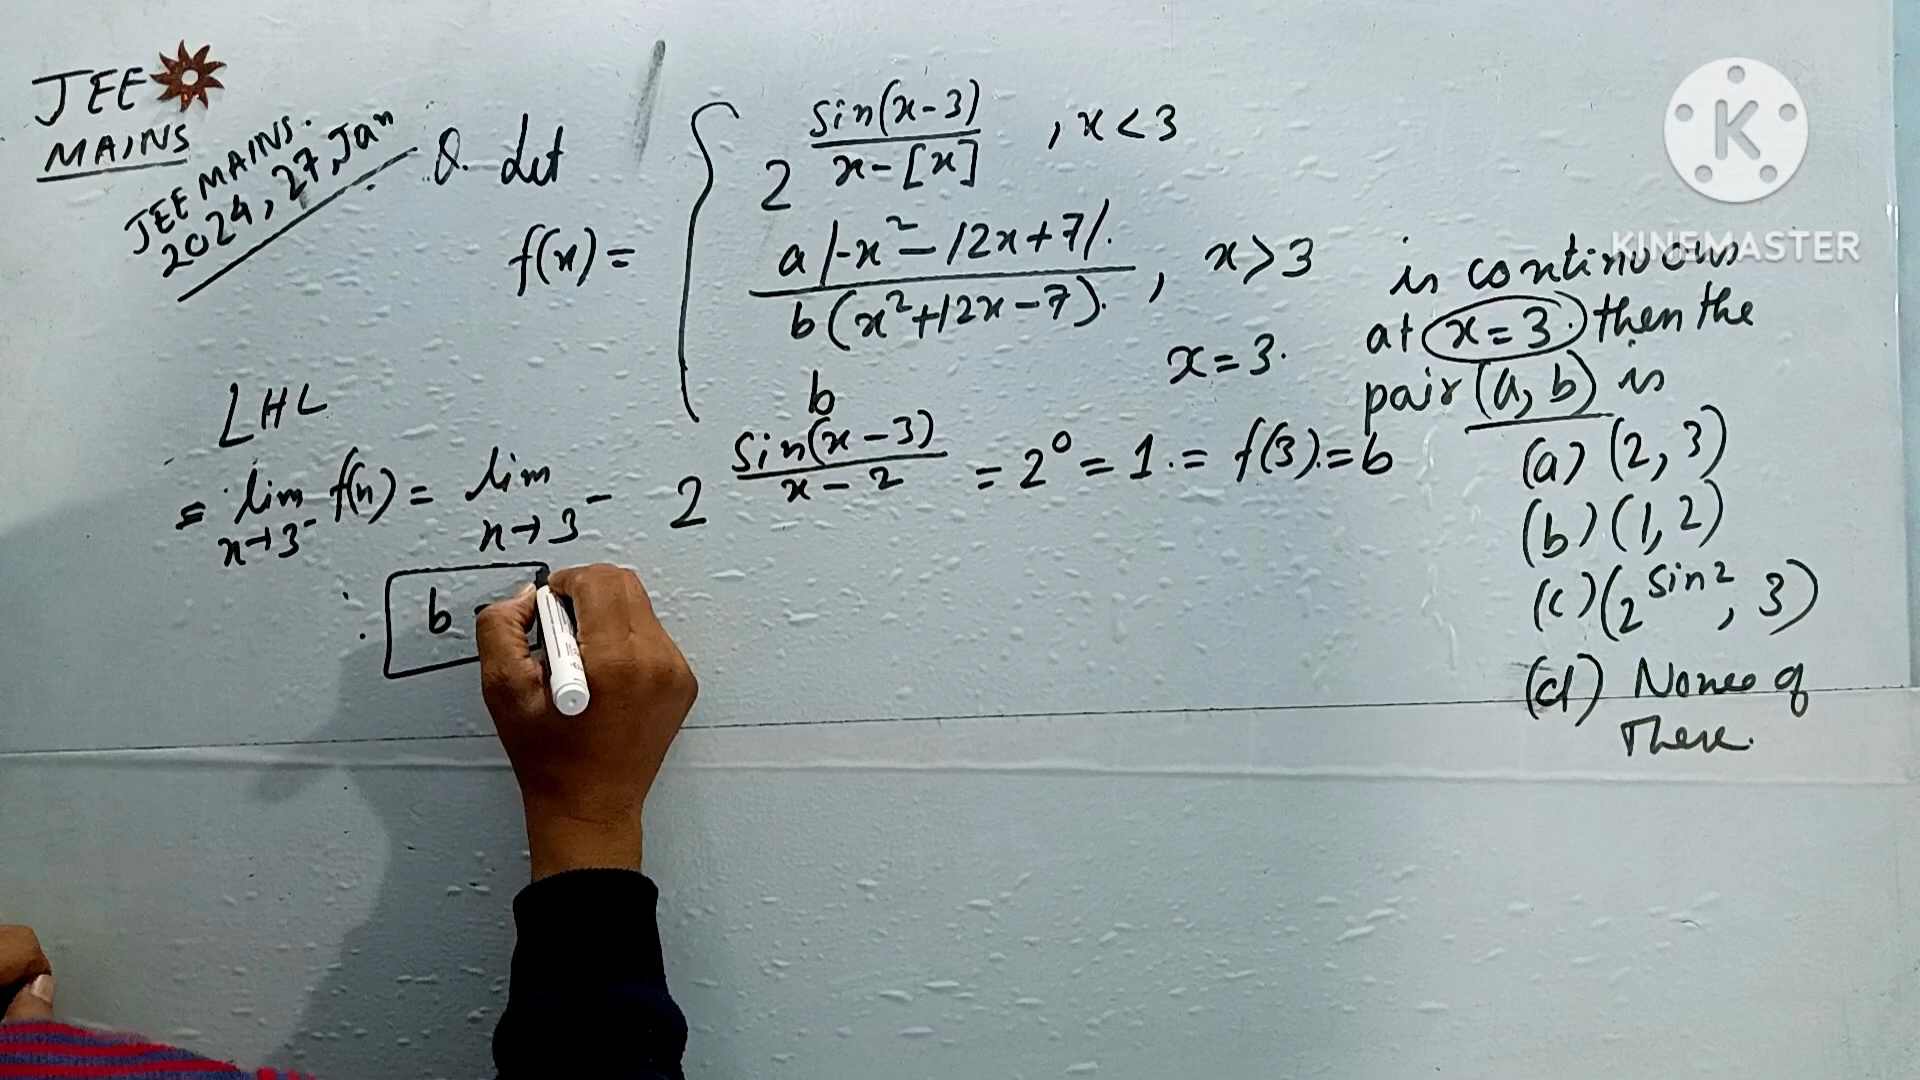 JEE
MAINS
JEE MAINS.
2024, 27, Jan
Q. Let
f(x) =
2^(sin(x-3)/(x-[x])) , x<3
a|-x²-12x+7| / b(x²+12x-7) , x>3
b x=3.
is continuous
at x=3. then the
pair (a, b) is
(a) (2, 3)
(b) (1, 2)
(c) (2^sin2, 3)
(d) None of
These.
LHL
= lim x→3⁻ f(x) = lim x→3⁻ 2^(sin(x-3)/(x-2)) = 2⁰ = 1. = f(3). = b
∴ b
K
KINEMASTER